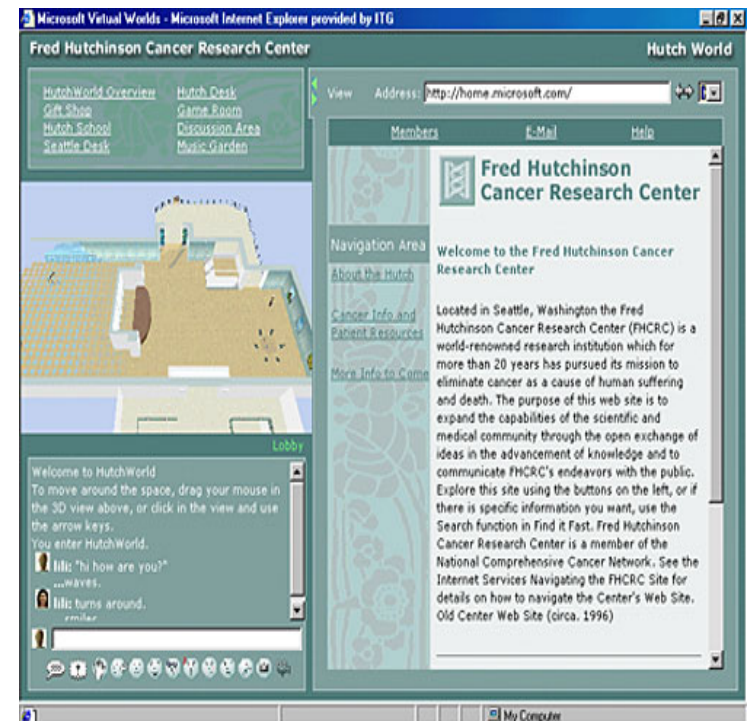 Microsoft Virtual Worlds - Microsoft Internet Explorer provided by ITG
Fred Hutchinson Cancer Research Center
Hutch World
HutchWorld Overview
Hutch Desk
Gift Shop
Game Room
Hutch School
Discussion Area
Seattle Desk
Music Garden
Lobby
Welcome to HutchWorld
To move around the space, drag your mouse in
the 3D view above, or click in the view and use
the arrow keys.
You enter HutchWorld.
lili: "hi how are you?"
...waves.
lili: turns around.
...smiles
View
Address: http://home.microsoft.com/
Members
E-Mail
Help
Navigation Area
About the Hutch
Cancer Info and
Patient Resources
More Info to Come
Fred Hutchinson
Cancer Research Center
Welcome to the Fred Hutchinson Cancer
Research Center
Located in Seattle, Washington the Fred
Hutchinson Cancer Research Center (FHCRC) is a
world-renowned research institution which for
more than 20 years has pursued its mission to
eliminate cancer as a cause of human suffering
and death. The purpose of this web site is to
expand the capabilities of the scientific and
medical community through the open exchange of
ideas in the advancement of knowledge and to
communicate FHCRC's endeavors with the public.
Explore this site using the buttons on the left, or if
there is specific information you want, use the
Search function in Find it Fast. Fred Hutchinson
Cancer Research Center is a member of the
National Comprehensive Cancer Network. See the
Internet Services Navigating the FHCRC Site for
details on how to navigate the Center's Web Site.
Old Center Web Site (circa. 1996)
My Computer